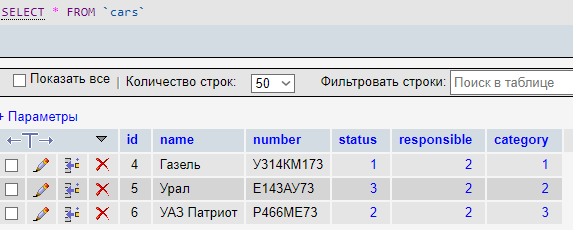 SELECT * FROM `cars`
Показать все | Количество строк: 50 Фильтровать строки: Поиск в таблице
+ Параметры
id name number status responsible category
4 Газель У314КМ173 1 2 1
5 Урал Е143АУ73 3 2 2
6 УАЗ Патриот Р466МЕ73 2 2 3